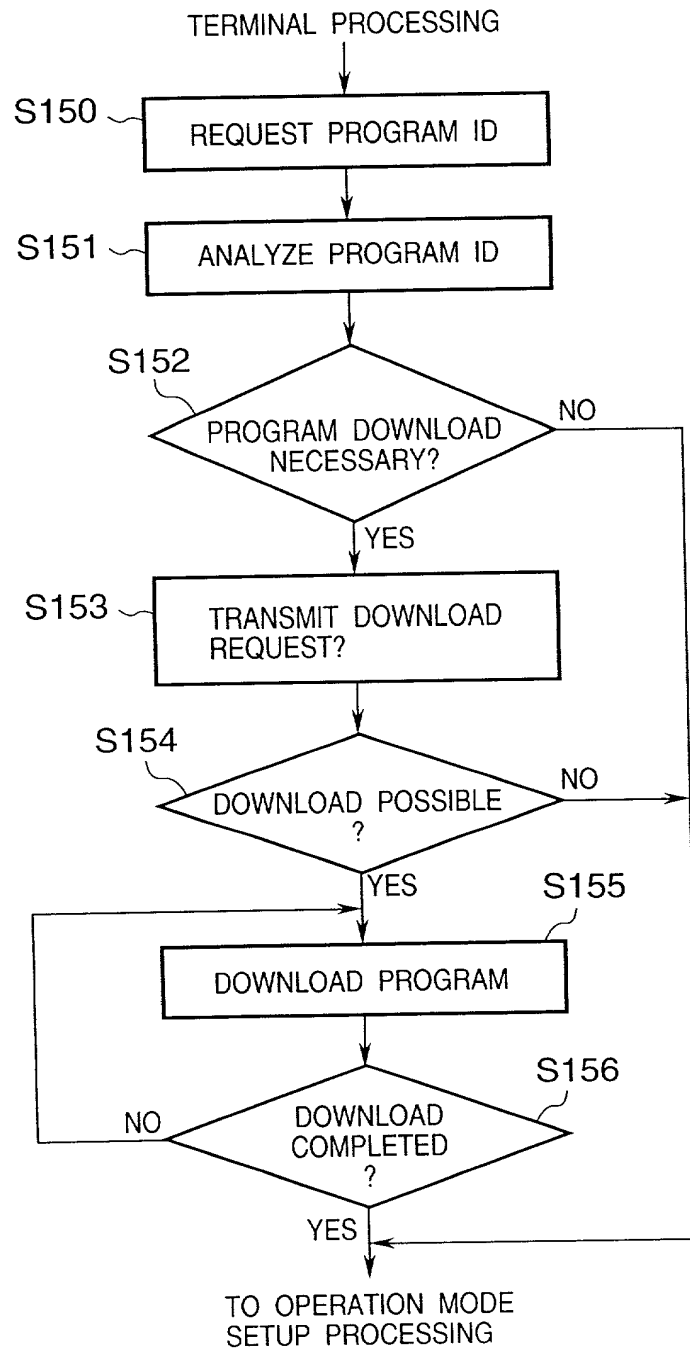 TERMINAL PROCESSING
S150
REQUEST PROGRAM ID
S151
ANALYZE PROGRAM ID
S152
PROGRAM DOWNLOAD
NECESSARY?
NO
YES
S153
TRANSMIT DOWNLOAD
REQUEST?
S154
DOWNLOAD POSSIBLE
?
NO
YES
S155
DOWNLOAD PROGRAM
S156
DOWNLOAD
COMPLETED
?
NO
YES
TO OPERATION MODE
SETUP PROCESSING